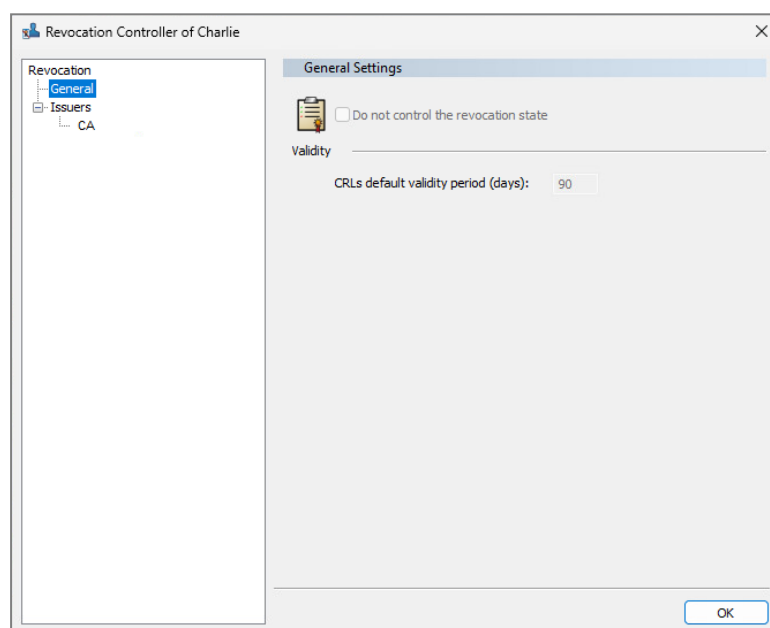 Revocation Controller of Charlie
Revocation
General
Issuers
CA
General Settings
Do not control the revocation state
Validity
CRLs default validity period (days): 90
OK